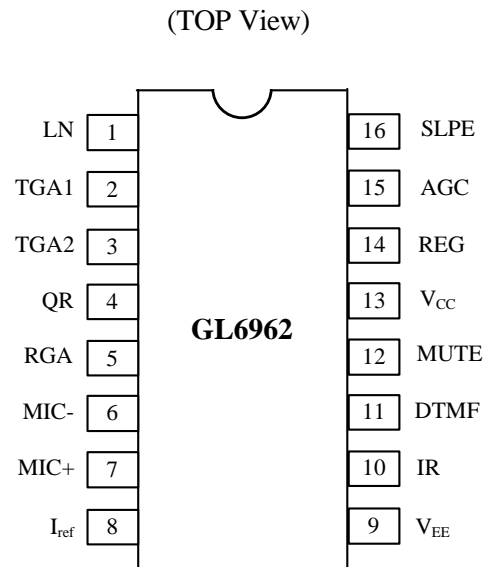 (TOP View)
LN 1 16 SLPE
TGA1 2 15 AGC
TGA2 3 14 REG
QR 4 13 VCC
GL6962
RGA 5 12 MUTE
MIC- 6 11 DTMF
MIC+ 7 10 IR
Iref 8 9 VEE